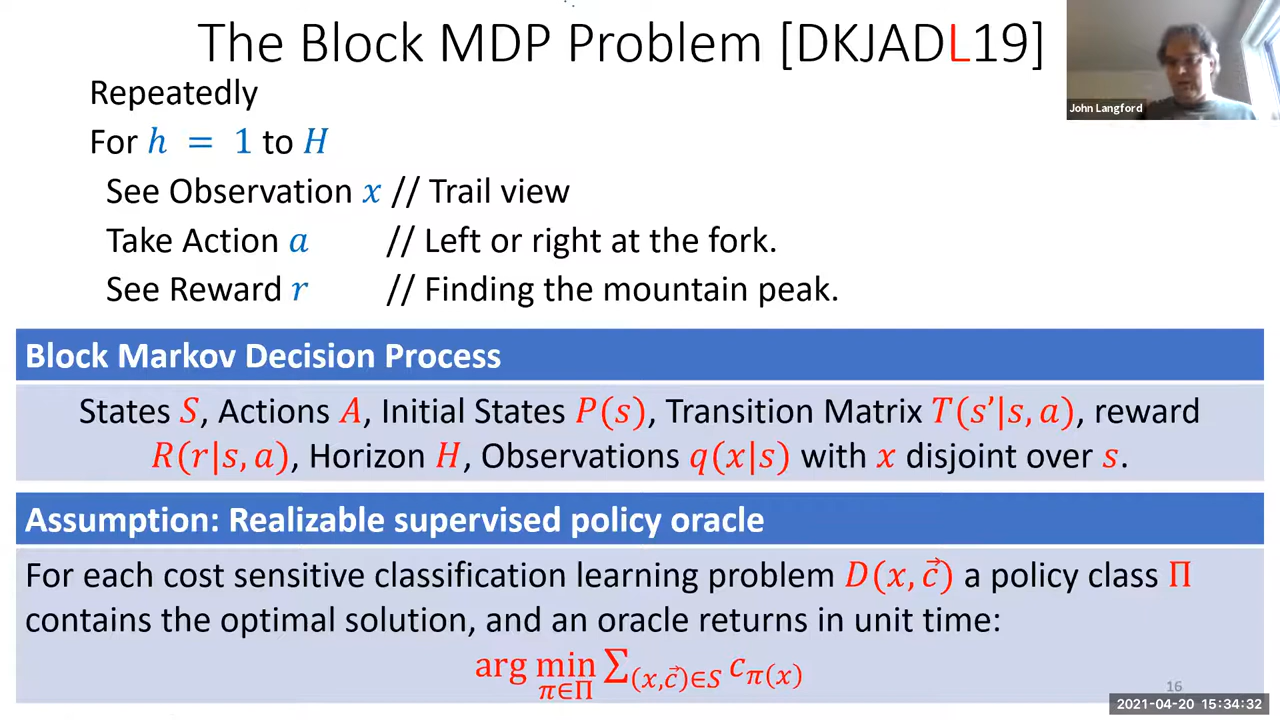 The Block MDP Problem [DKJADL19]
John Langford
Repeatedly
For h = 1 to H
See Observation x // Trail view
Take Action a // Left or right at the fork.
See Reward r // Finding the mountain peak.
Block Markov Decision Process
States S, Actions A, Initial States P(s), Transition Matrix T(s'|s, a), reward
R(r|s, a), Horizon H, Observations q(x|s) with x disjoint over s.
Assumption: Realizable supervised policy oracle
For each cost sensitive classification learning problem D(x, c⃗) a policy class Π
contains the optimal solution, and an oracle returns in unit time:
arg min_{π∈Π} ∑_{(x,c⃗)∈S} c_{π(x)}
16
2021-04-20 15:34:32